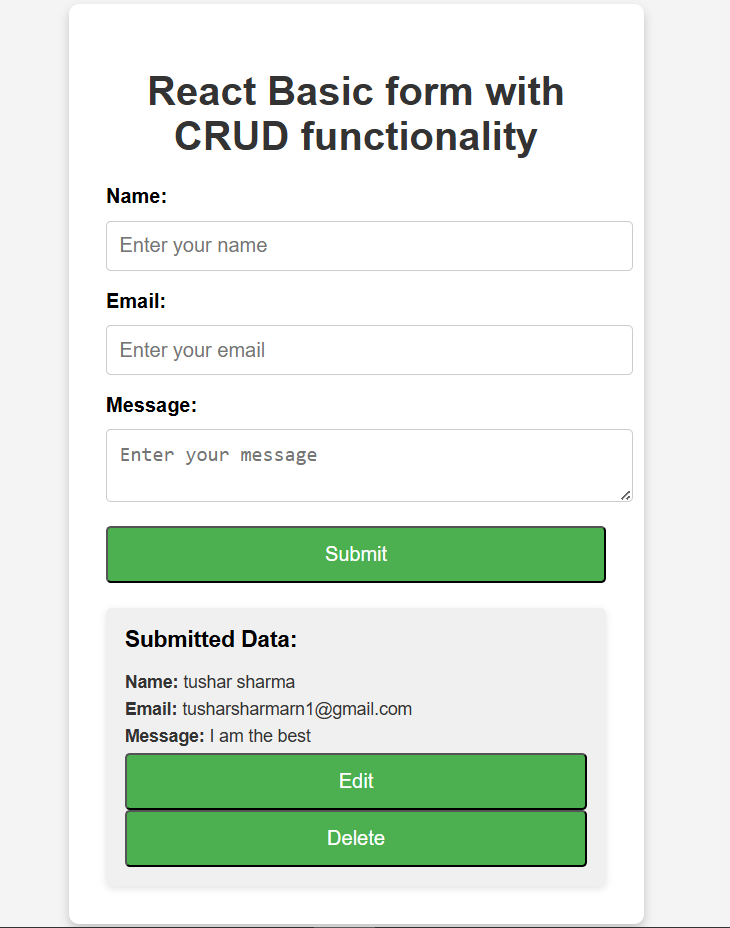 React Basic form with
CRUD functionality
Name:
Enter your name
Email:
Enter your email
Message:
Enter your message
Submit
Submitted Data:
Name: tushar sharma
Email: tusharsharmarn1@gmail.com
Message: I am the best
Edit
Delete